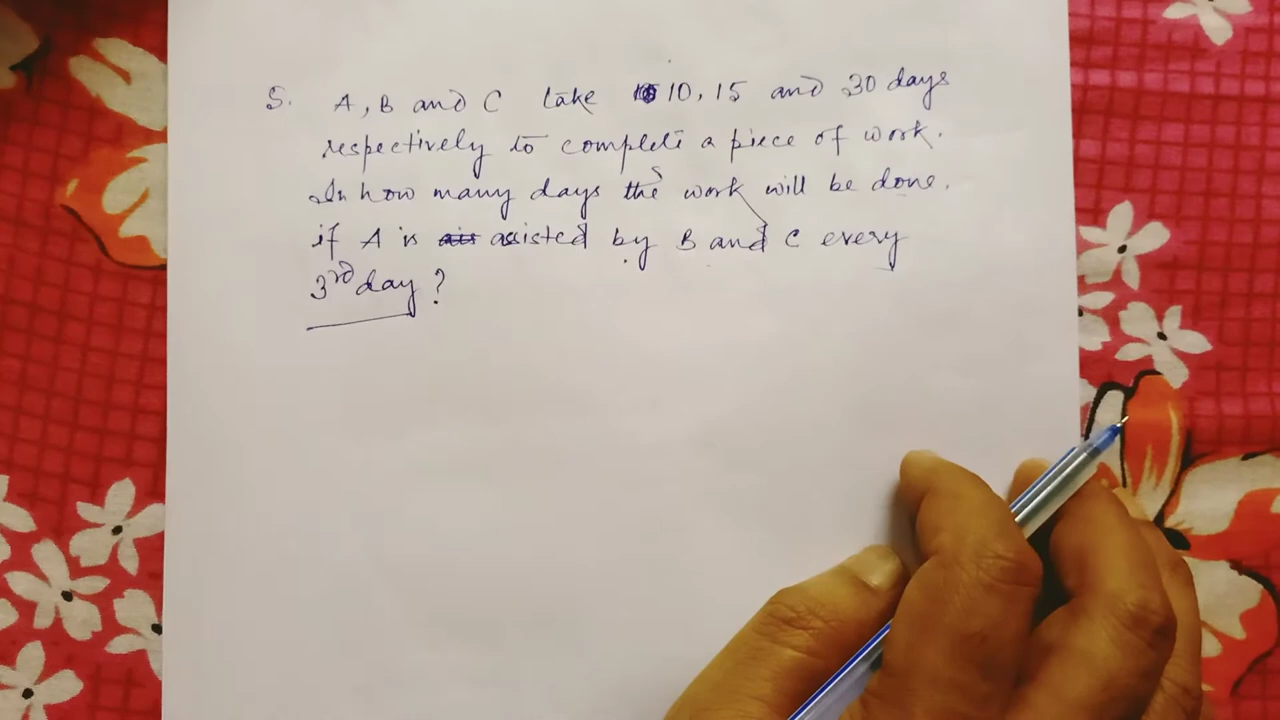 5. A, B and C take 10, 15 and 30 days
respectively to complete a piece of work.
In how many days the work will be done.
if A is assisted by B and C every
3rd day ?